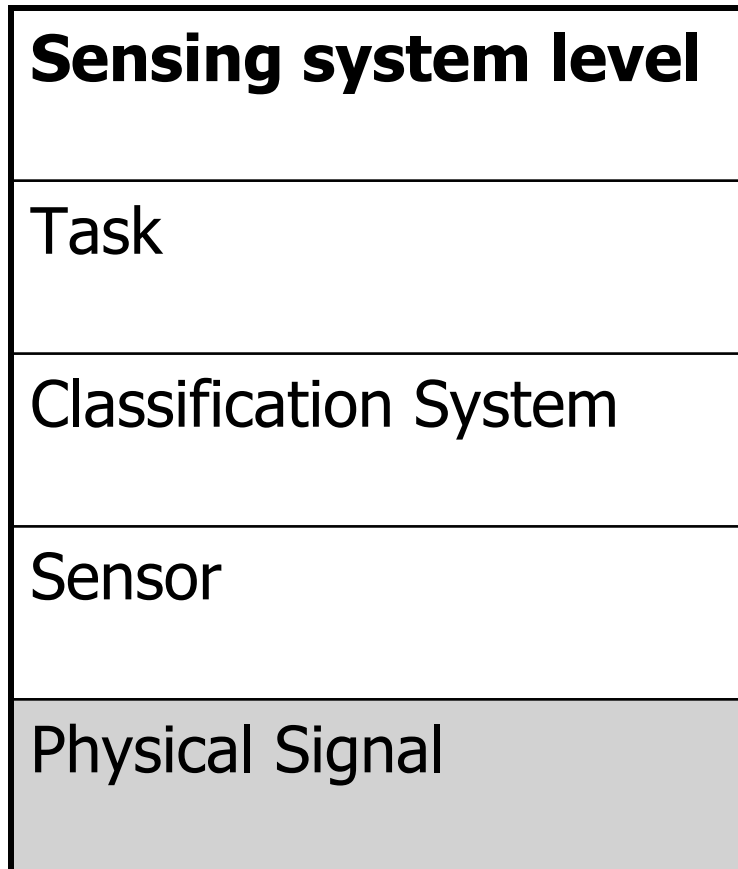 Sensing system level
Task
Classification System
Sensor
Physical Signal